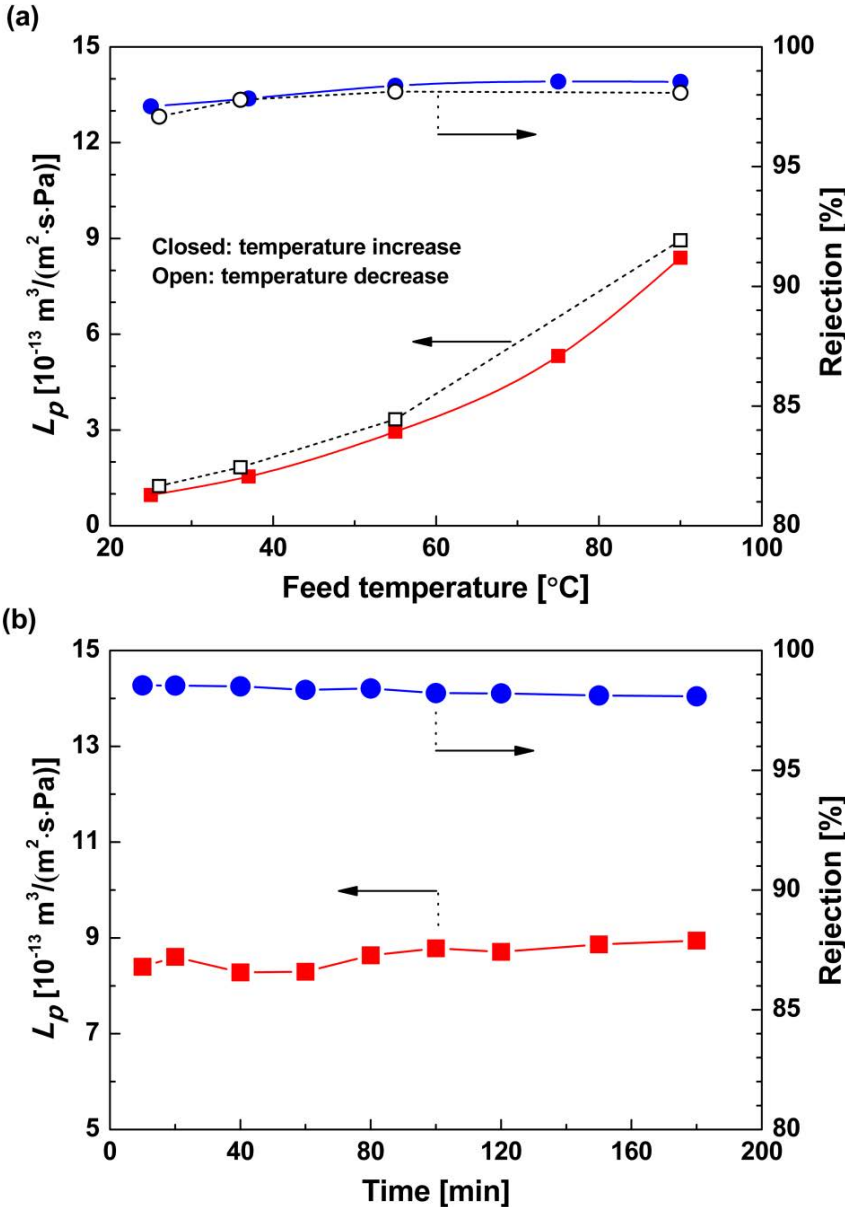 (a)
15
12
9
6
3
0
L_p [10^-13 m^3/(m^2·s·Pa)]
100
95
90
85
80
Rejection [%]
Closed: temperature increase
Open: temperature decrease
20 40 60 80 100
Feed temperature [°C]
(b)
15
13
11
9
7
5
L_p [10^-13 m^3/(m^2·s·Pa)]
100
95
90
85
80
Rejection [%]
0 40 80 120 160 200
Time [min]